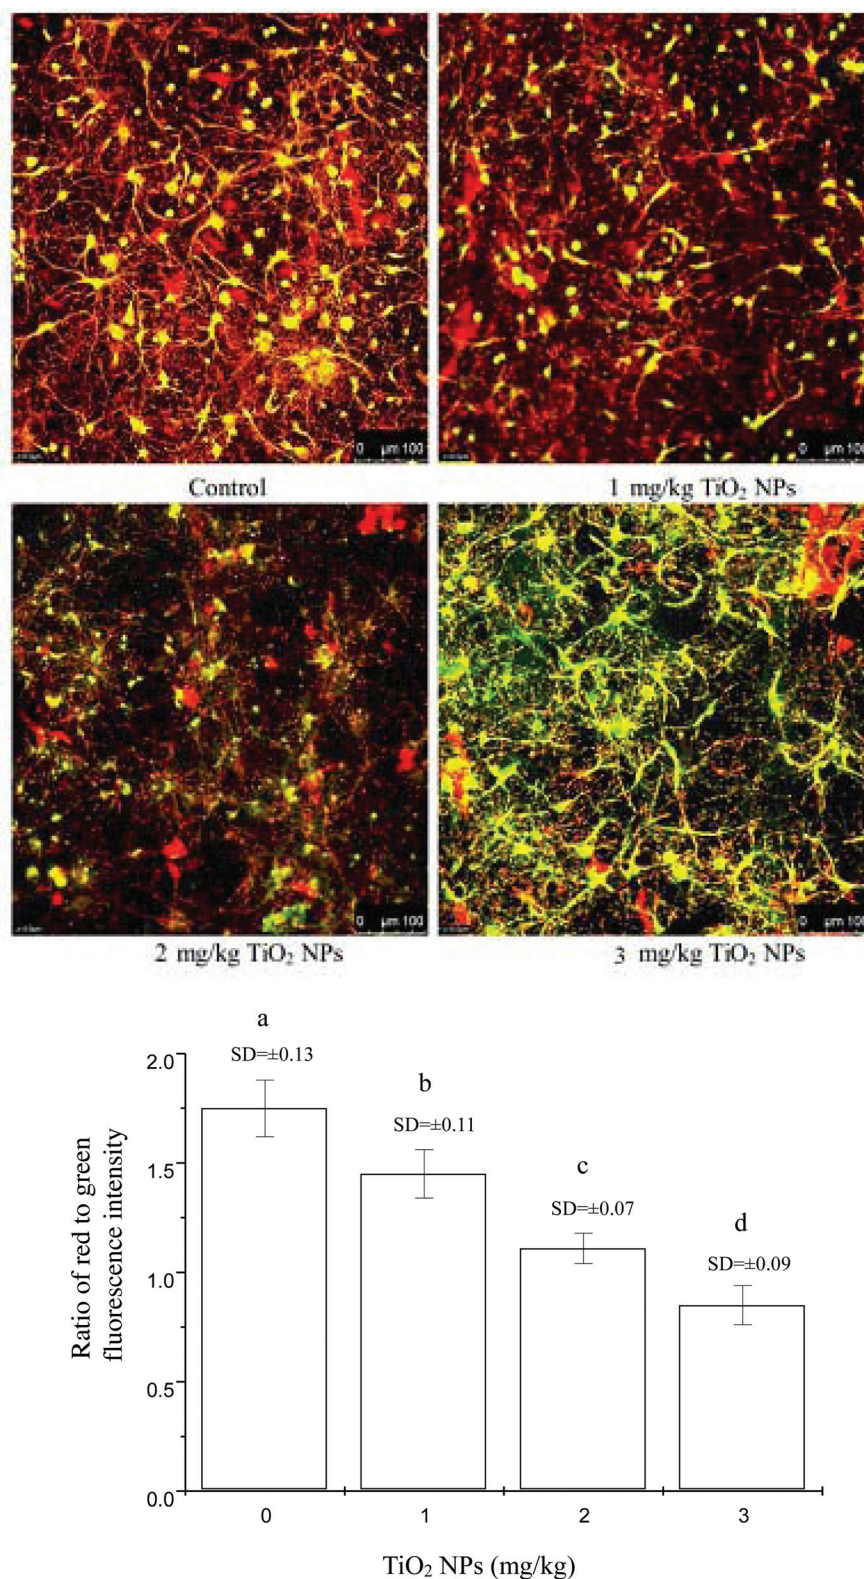 0 µm 100
0 µm 100
Control
1 mg/kg TiO₂ NPs
0 µm 100
0 µm 100
2 mg/kg TiO₂ NPs
3 mg/kg TiO₂ NPs
a
SD=±0.13
b
SD=±0.11
c
SD=±0.07
d
SD=±0.09
2.0
1.5
1.0
0.5
0.0
Ratio of red to green
fluorescence intensity
0 1 2 3
TiO₂ NPs (mg/kg)